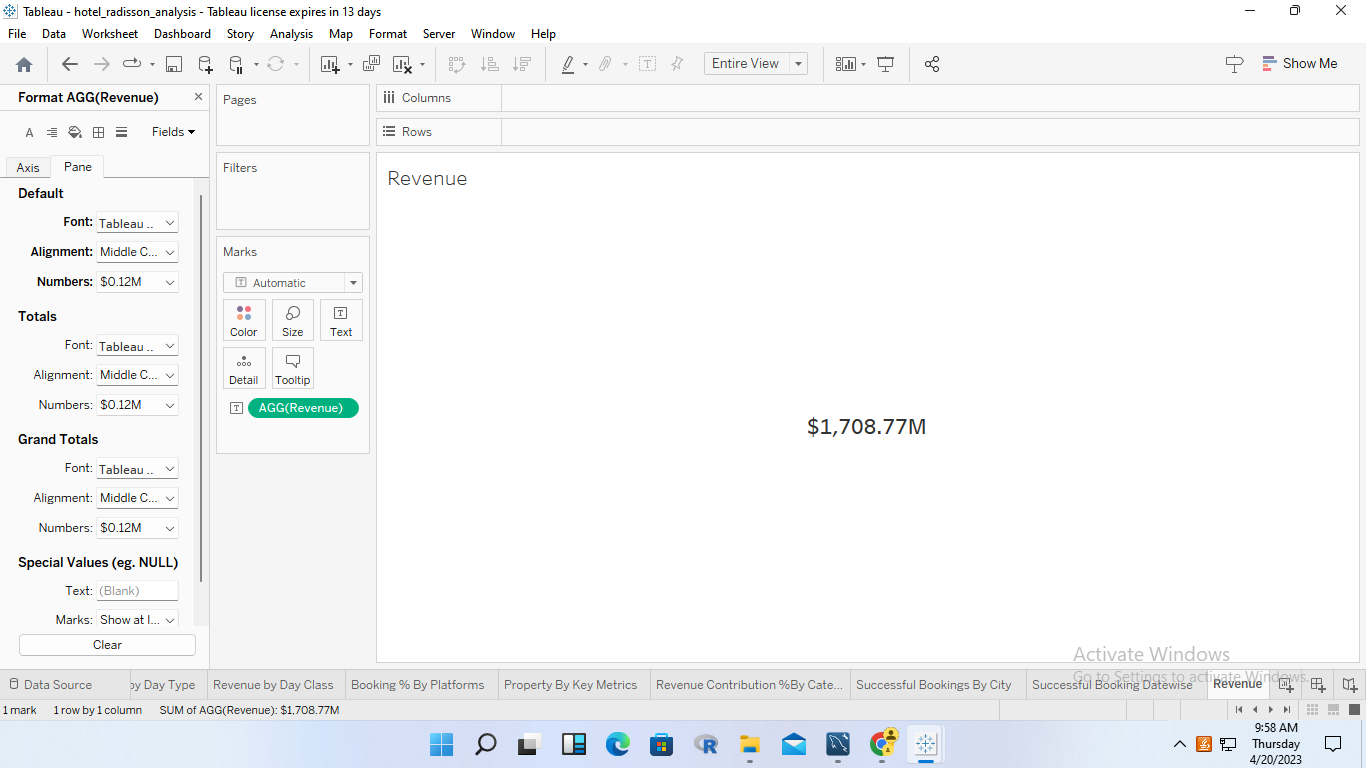 Tableau - hotel_radisson_analysis - Tableau license expires in 13 days
File Data Worksheet Dashboard Story Analysis Map Format Server Window Help
Entire View
Show Me
Format AGG(Revenue)
A
Fields
Axis Pane
Default
Font: Tableau ..
Alignment: Middle C...
Numbers: $0.12M
Totals
Font: Tableau ..
Alignment: Middle C...
Numbers: $0.12M
Grand Totals
Font: Tableau ..
Alignment: Middle C...
Numbers: $0.12M
Special Values (eg. NULL)
Text: (Blank)
Marks: Show at I...
Clear
Pages
Filters
Marks
Automatic
Color Size Text
Detail Tooltip
AGG(Revenue)
Columns
Rows
Revenue
$1,708.77M
Activate Windows
Go to Settings to activate Windows.
Data Source by Day Type Revenue by Day Class Booking % By Platforms Property By Key Metrics Revenue Contribution %By Cate... Successful Bookings By City Successful Booking Datewise Revenue
1 mark 1 row by 1 column SUM of AGG(Revenue): $1,708.77M
9:58 AM
Thursday
4/20/2023